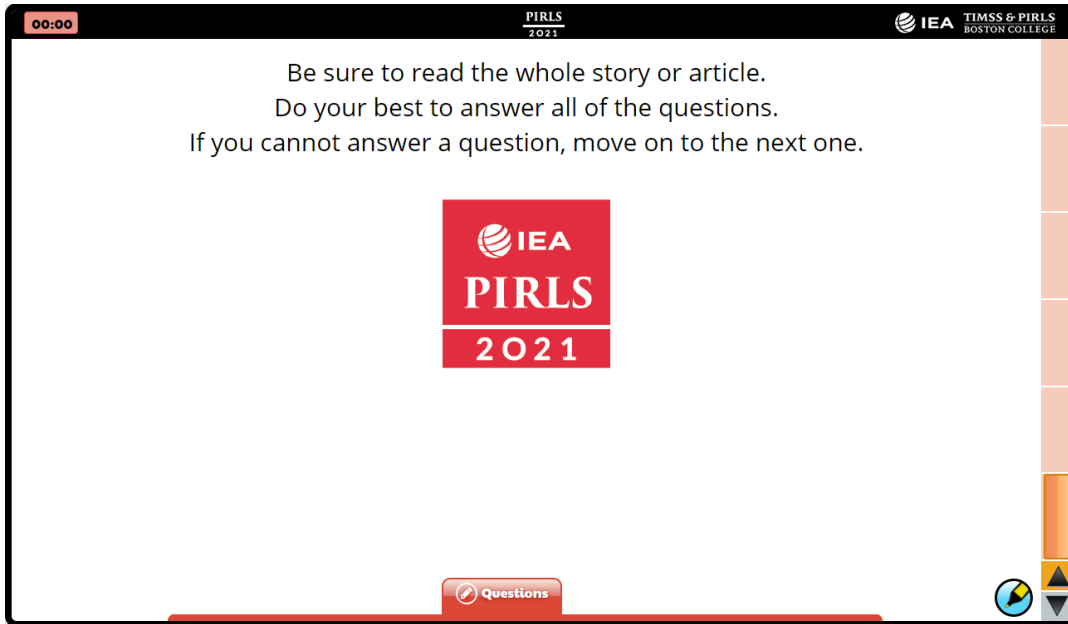 00:00
PIRLS
2021
IEA
TIMSS & PIRLS
BOSTON COLLEGE
Be sure to read the whole story or article.
Do your best to answer all of the questions.
If you cannot answer a question, move on to the next one.
IEA
PIRLS
2021
Questions